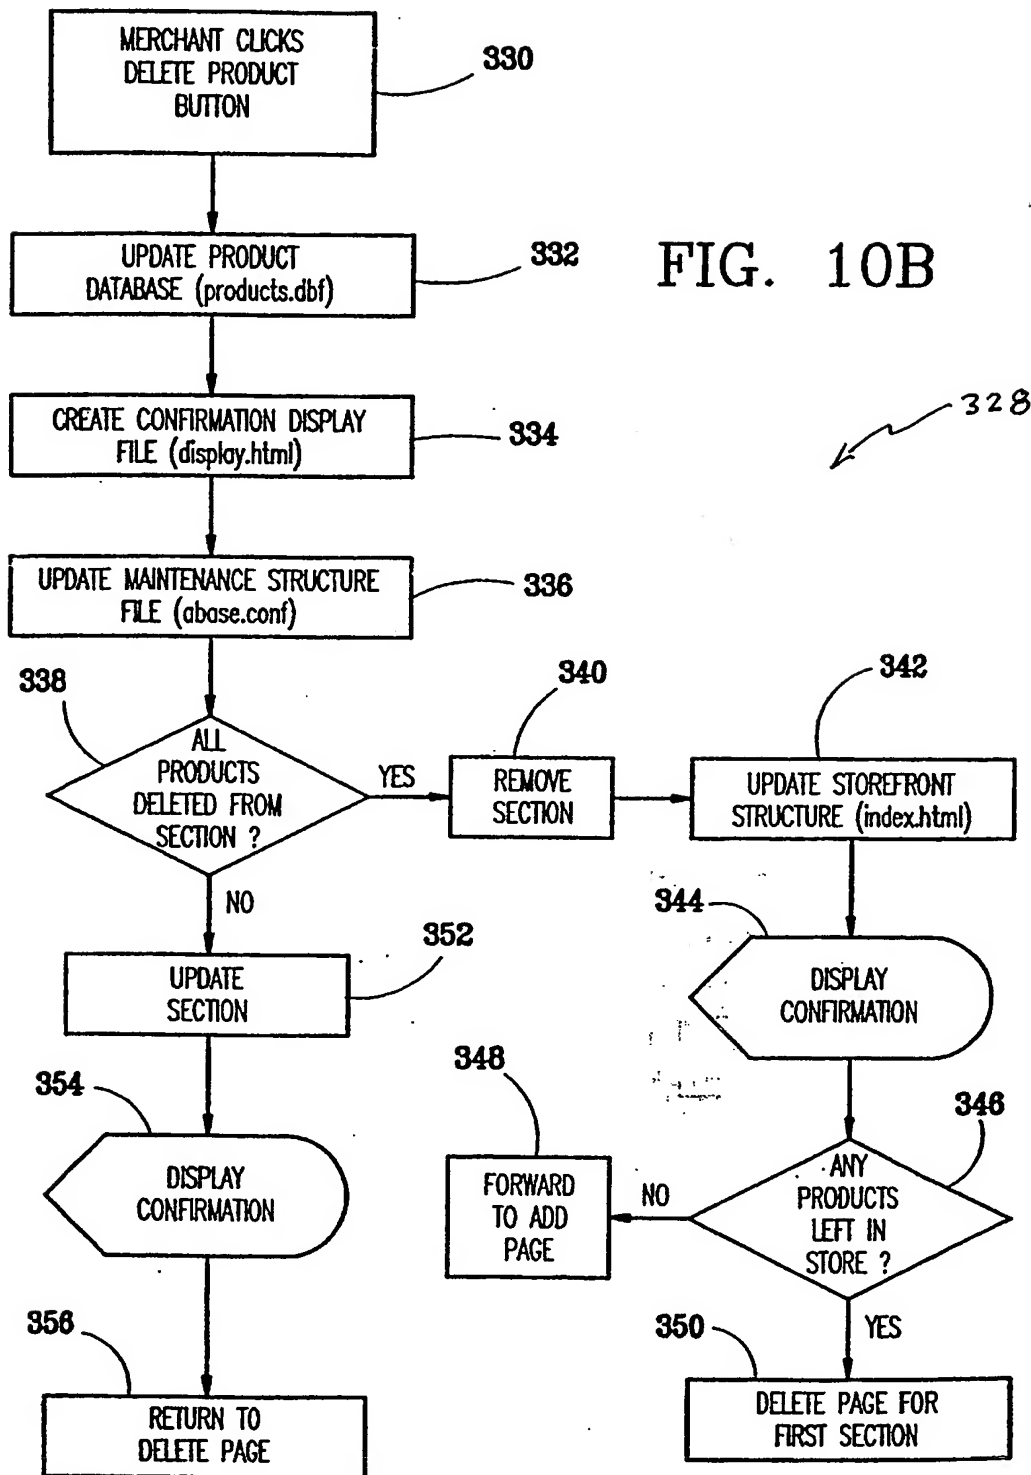 MERCHANT CLICKS
DELETE PRODUCT
BUTTON
330
UPDATE PRODUCT
DATABASE (products.dbf)
332
FIG. 10B
CREATE CONFIRMATION DISPLAY
FILE (display.html)
334
328
UPDATE MAINTENANCE STRUCTURE
FILE (abase.conf)
336
338
ALL
PRODUCTS
DELETED FROM
SECTION ?
YES
340
REMOVE
SECTION
342
UPDATE STOREFRONT
STRUCTURE (index.html)
NO
352
UPDATE
SECTION
344
DISPLAY
CONFIRMATION
354
DISPLAY
CONFIRMATION
348
FORWARD
TO ADD
PAGE
NO
346
ANY
PRODUCTS
LEFT IN
STORE ?
YES
356
RETURN TO
DELETE PAGE
350
DELETE PAGE FOR
FIRST SECTION